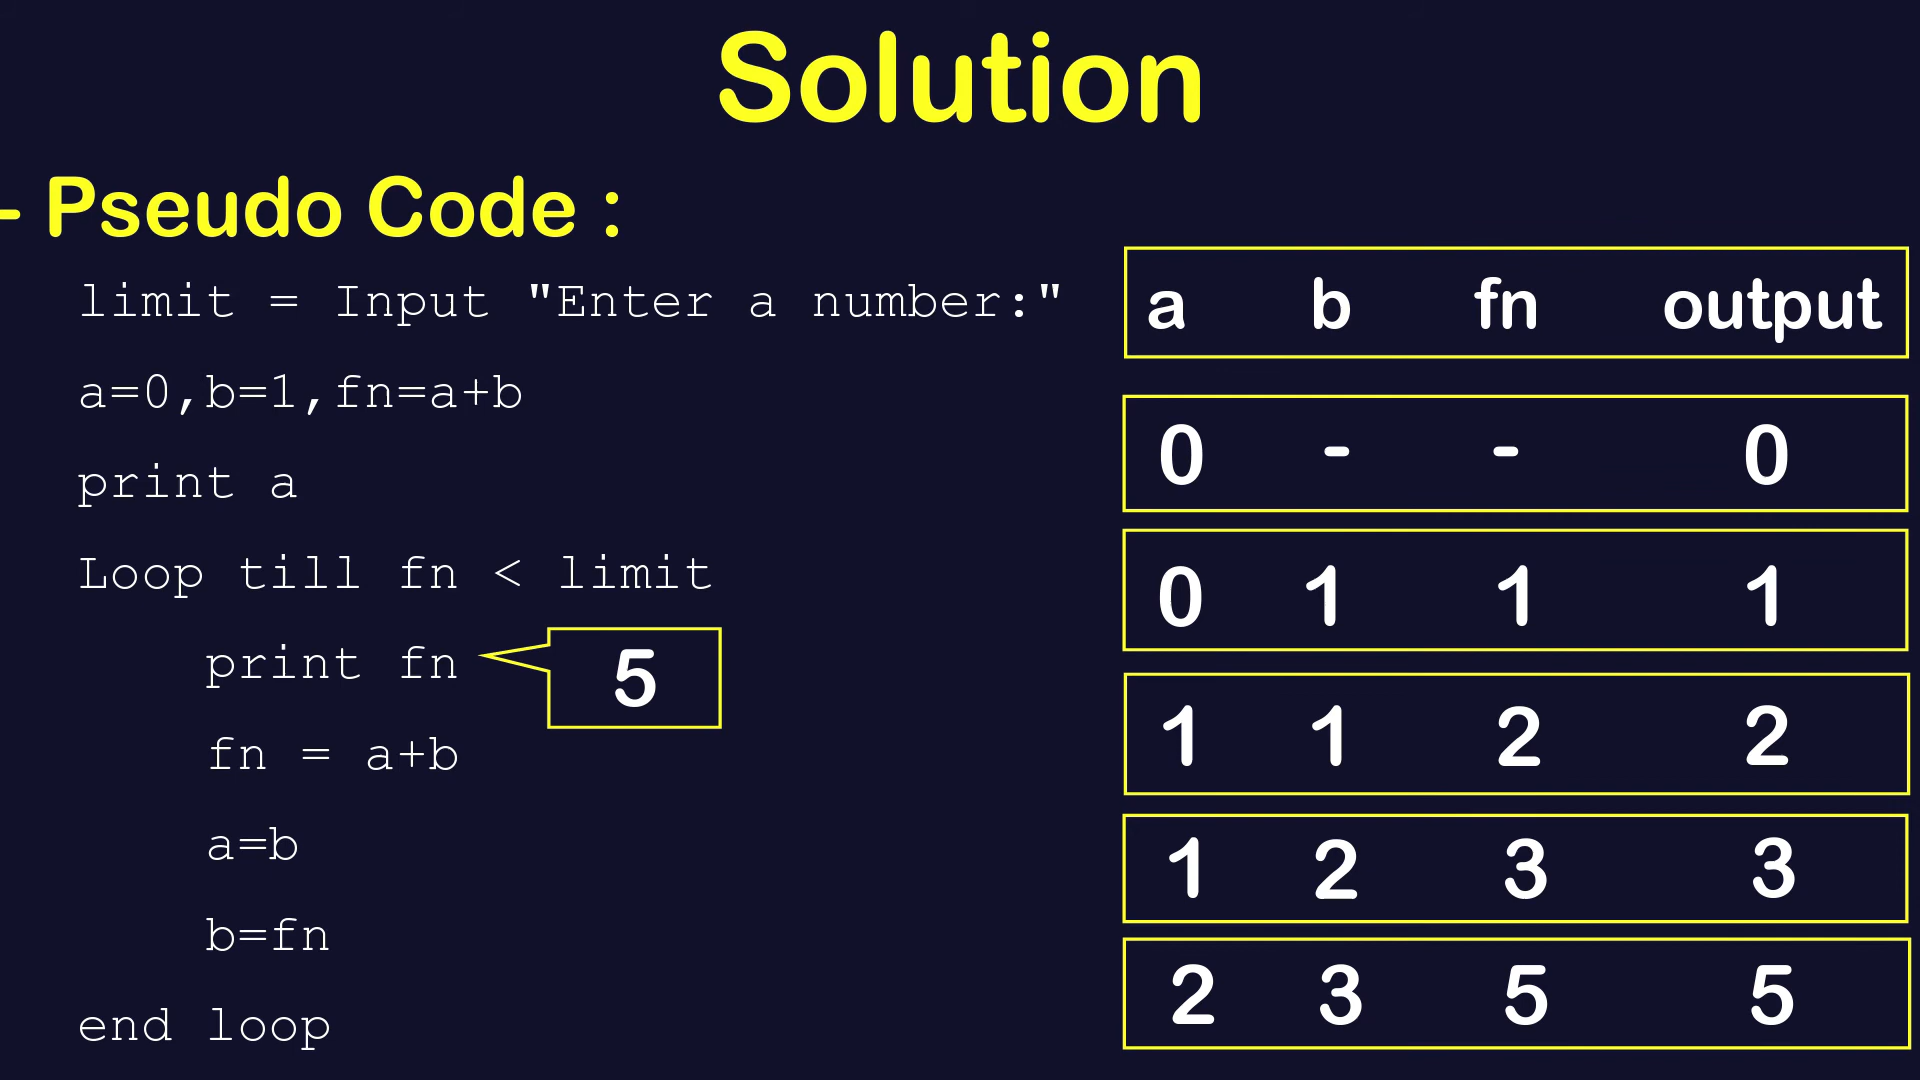 Solution
- Pseudo Code :
limit = Input "Enter a number:"
a=0,b=1,fn=a+b
print a
Loop till fn < limit
print fn
5
fn = a+b
a=b
b=fn
end loop
a b fn output
0 - - 0
0 1 1 1
1 1 2 2
1 2 3 3
2 3 5 5